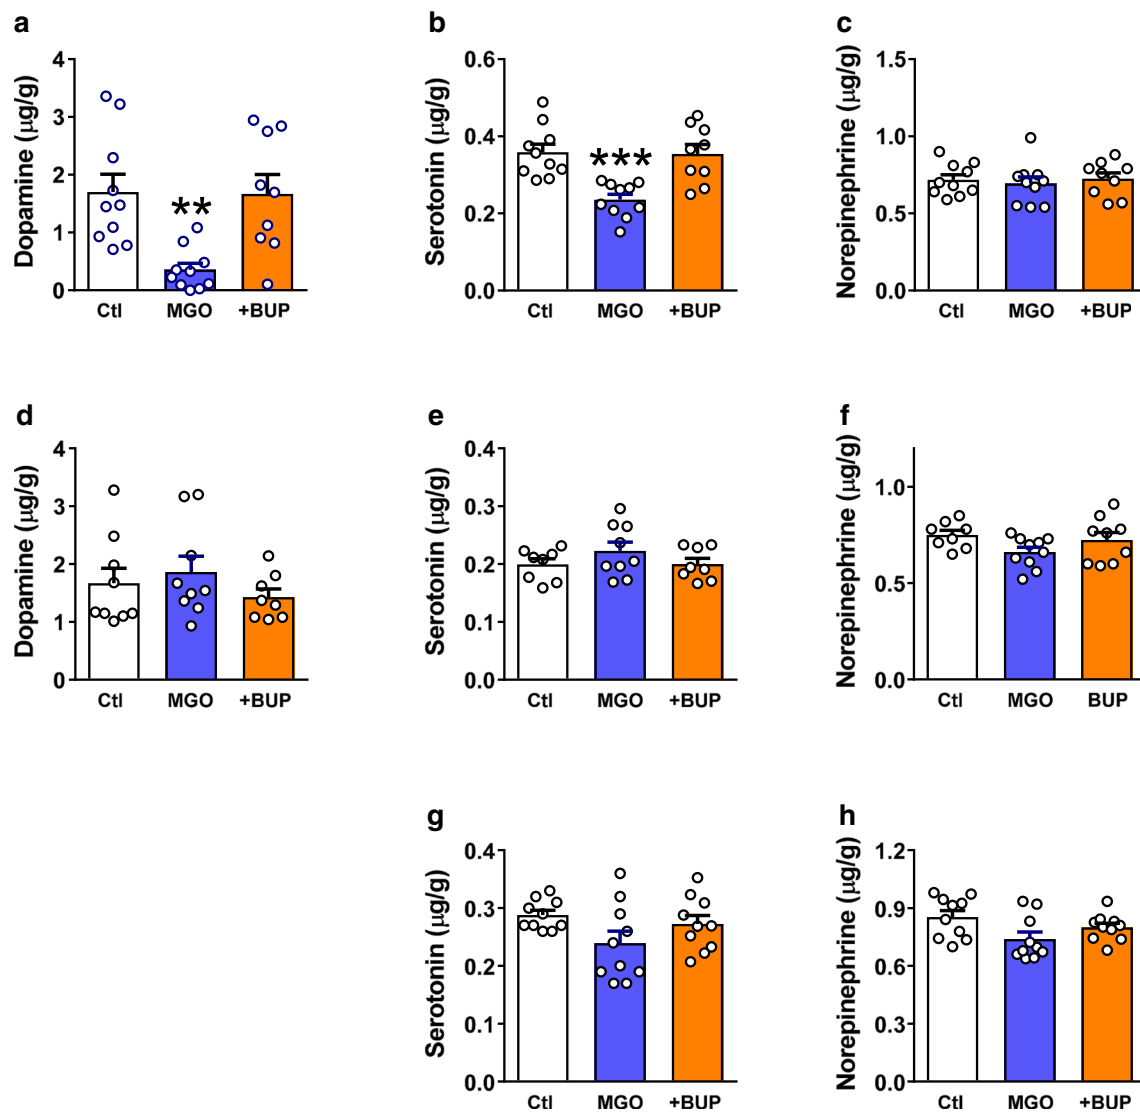 a
Dopamine (μg/g)
4
3
2
1
0
**
Ctl MGO +BUP
b
Serotonin (μg/g)
0.6
0.4
0.2
0.0
***
Ctl MGO +BUP
c
Norepinephrine (μg/g)
1.5
1.0
0.5
0.0
Ctl MGO +BUP
d
Dopamine (μg/g)
4
3
2
1
0
Ctl MGO +BUP
e
Serotonin (μg/g)
0.4
0.3
0.2
0.1
0.0
Ctl MGO +BUP
f
Norepinephrine (μg/g)
1.0
0.5
0.0
Ctl MGO BUP
g
Serotonin (μg/g)
0.4
0.3
0.2
0.1
0.0
Ctl MGO +BUP
h
Norepinephrine (μg/g)
1.2
0.9
0.6
0.3
0.0
Ctl MGO +BUP